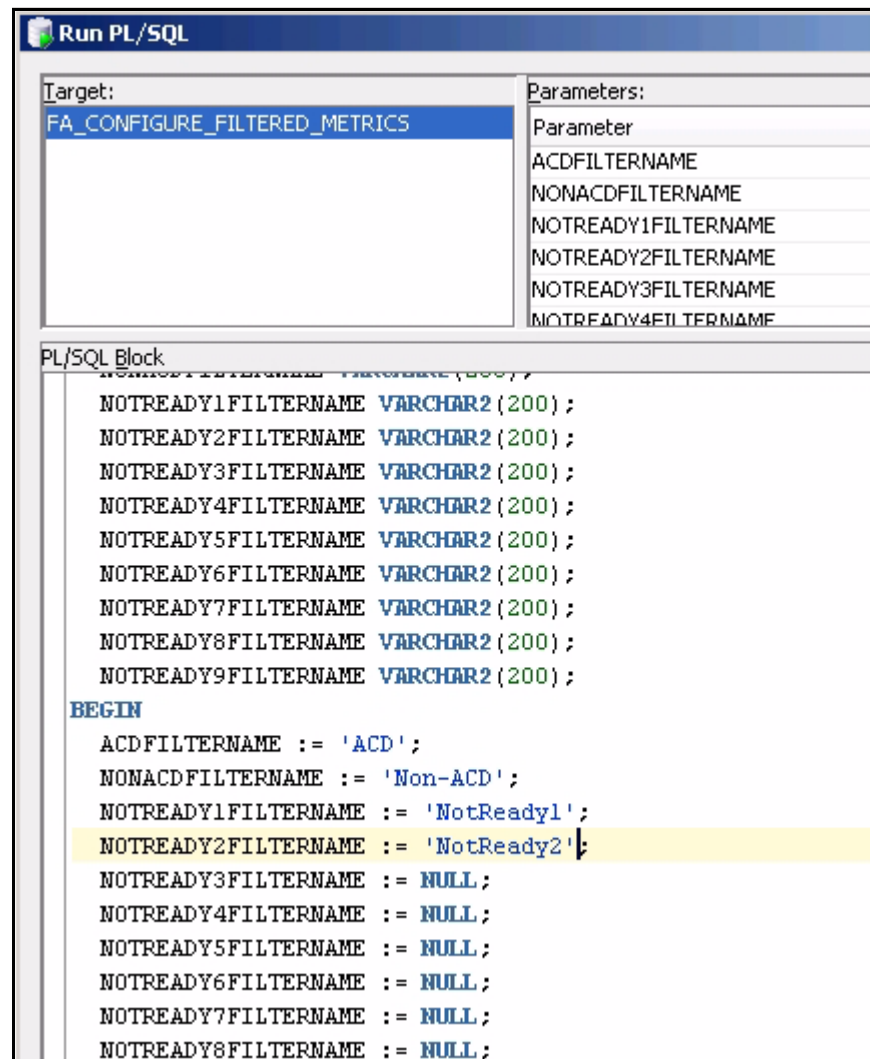 Run PL/SQL
Target:
FA_CONFIGURE_FILTERED_METRICS
Parameters:
Parameter
ACDFILTERNAME
NONACDFILTERNAME
NOTREADY1FILTERNAME
NOTREADY2FILTERNAME
NOTREADY3FILTERNAME
NOTREADY4FILTERNAME
PL/SQL Block
NOTREADY1FILTERNAME VARCHAR2(200);
NOTREADY2FILTERNAME VARCHAR2(200);
NOTREADY3FILTERNAME VARCHAR2(200);
NOTREADY4FILTERNAME VARCHAR2(200);
NOTREADY5FILTERNAME VARCHAR2(200);
NOTREADY6FILTERNAME VARCHAR2(200);
NOTREADY7FILTERNAME VARCHAR2(200);
NOTREADY8FILTERNAME VARCHAR2(200);
NOTREADY9FILTERNAME VARCHAR2(200);
BEGIN
ACDFILTERNAME := 'ACD';
NONACDFILTERNAME := 'Non-ACD';
NOTREADY1FILTERNAME := 'NotReady1';
NOTREADY2FILTERNAME := 'NotReady2';
NOTREADY3FILTERNAME := NULL;
NOTREADY4FILTERNAME := NULL;
NOTREADY5FILTERNAME := NULL;
NOTREADY6FILTERNAME := NULL;
NOTREADY7FILTERNAME := NULL;
NOTREADY8FILTERNAME := NULL;